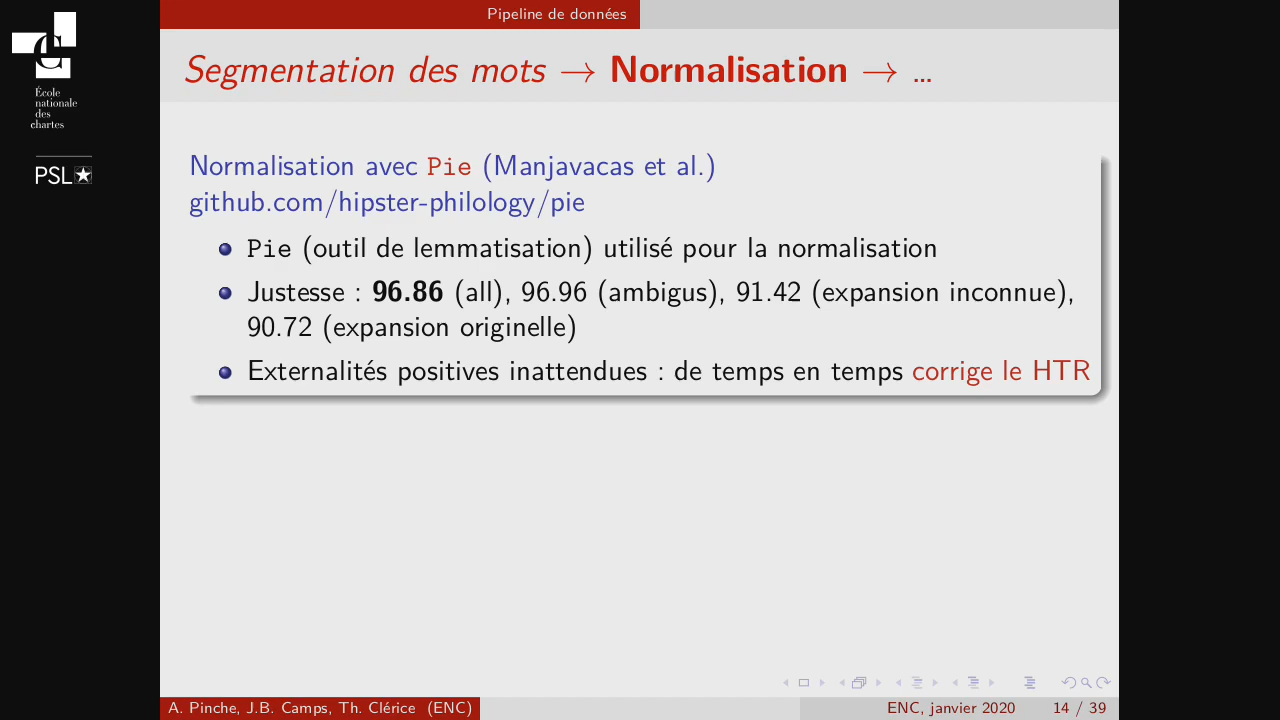 École
nationale
des
chartes
PSL
Pipeline de données
Segmentation des mots → Normalisation → ...
Normalisation avec Pie (Manjavacas et al.)
github.com/hipster-philology/pie
Pie (outil de lemmatisation) utilisé pour la normalisation
Justesse : 96.86 (all), 96.96 (ambigus), 91.42 (expansion inconnue),
90.72 (expansion originelle)
Externalités positives inattendues : de temps en temps corrige le HTR
A. Pinche, J.B. Camps, Th. Clérice (ENC)
ENC, janvier 2020
14 / 39